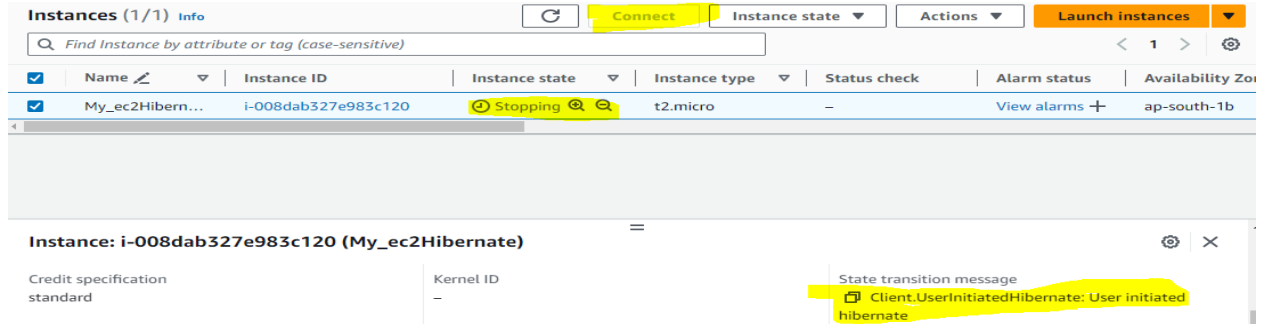 Instances (1/1) Info
Connect
Instance state
Actions
Launch instances
Find Instance by attribute or tag (case-sensitive)
1
Name
Instance ID
Instance state
Instance type
Status check
Alarm status
Availability Zo
My_ec2Hibern...
i-008dab327e983c120
Stopping
t2.micro
–
View alarms +
ap-south-1b
Instance: i-008dab327e983c120 (My_ec2Hibernate)
Credit specification
standard
Kernel ID
–
State transition message
Client.UserInitiatedHibernate: User initiated
hibernate